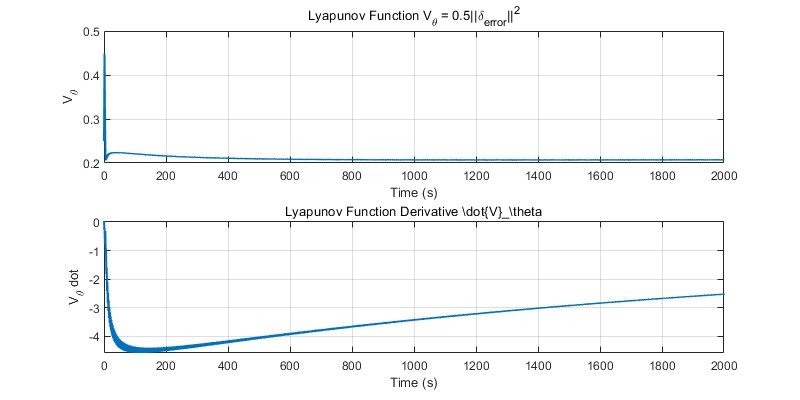 Lyapunov Function V_θ = 0.5||δ_error||^2
0.5
0.4
0.3
0.2
V_θ
0 200 400 600 800 1000 1200 1400 1600 1800 2000
Time (s)
Lyapunov Function Derivative \dot{V}_\theta
0
-1
-2
-3
-4
V_θ dot
0 200 400 600 800 1000 1200 1400 1600 1800 2000
Time (s)